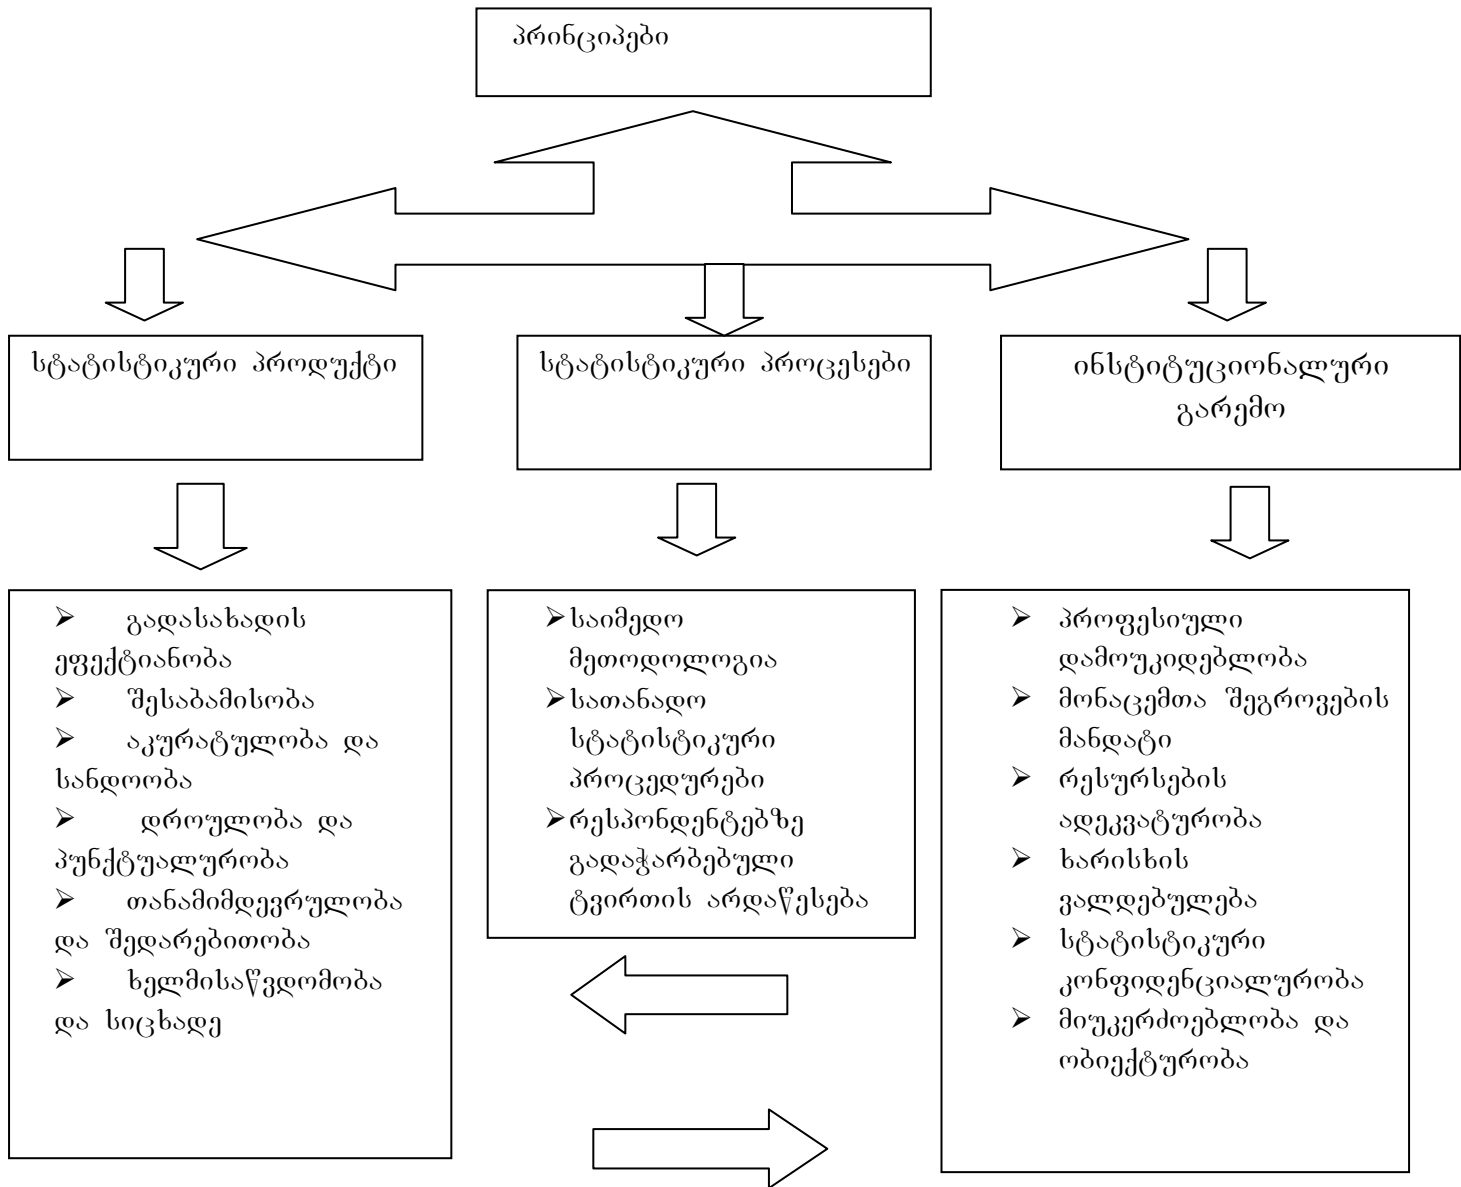 პრინციპები
სტატისტიკური პროდუქტი
სტატისტიკური პროცესები
ინსტიტუციონალური
გარემო
➢ გადასახადის
ეფექტიანობა
➢ შესაბამისობა
➢ აკურატულობა და
სანდოობა
➢ დროულობა და
პუნქტუალურობა
➢ თანამიმდევრულობა
და შედარებითობა
➢ ხელმისაწვდომობა
და სიცხადე
➢საიმედო
მეთოდოლოგია
➢სათანადო
სტატისტიკური
პროცედურები
➢რესპონდენტებზე
გადაჭარბებული
ტვირთის არდაწესება
➢ პროფესიული
დამოუკიდებლობა
➢ მონაცემთა შეგროვების
მანდატი
➢ რესურსების
ადეკვატურობა
➢ ხარისხის
ვალდებულება
➢ სტატისტიკური
კონფიდენციალურობა
➢ მიუკერძოებლობა და
ობიექტურობა